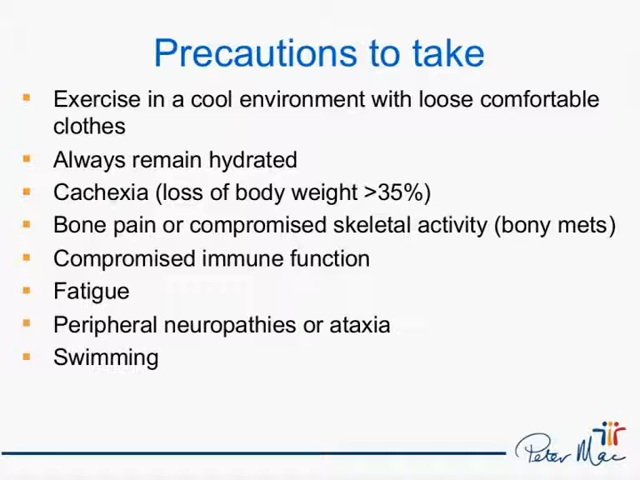 Precautions to take
Exercise in a cool environment with loose comfortable
clothes
Always remain hydrated
Cachexia (loss of body weight >35%)
Bone pain or compromised skeletal activity (bony mets)
Compromised immune function
Fatigue
Peripheral neuropathies or ataxia
Swimming
Peter Mac